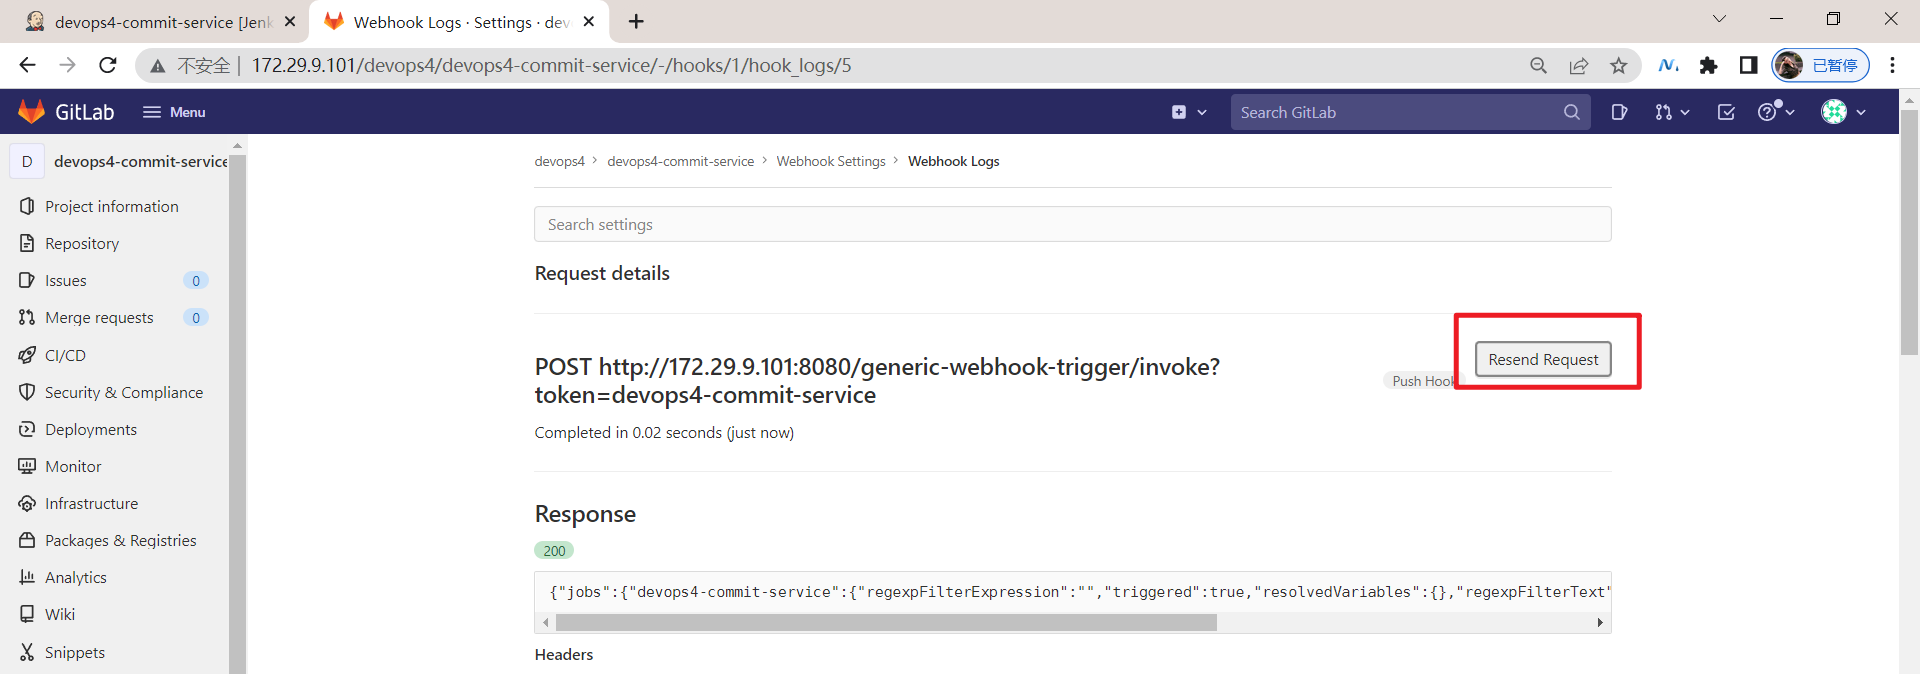 devops4-commit-service [Jenk
Webhook Logs · Settings · dev
不安全 | 172.29.9.101/devops4/devops4-commit-service/-/hooks/1/hook_logs/5
已暂停
GitLab
Menu
Search GitLab
D devops4-commit-service
Project information
Repository
Issues 0
Merge requests 0
CI/CD
Security & Compliance
Deployments
Monitor
Infrastructure
Packages & Registries
Analytics
Wiki
Snippets
devops4 > devops4-commit-service > Webhook Settings > Webhook Logs
Search settings
Request details
POST http://172.29.9.101:8080/generic-webhook-trigger/invoke?
token=devops4-commit-service
Push Hook
Resend Request
Completed in 0.02 seconds (just now)
Response
200
{"jobs":{"devops4-commit-service":{"regexpFilterExpression":"","triggered":true,"resolvedVariables":{},"regexpFilterText"
Headers